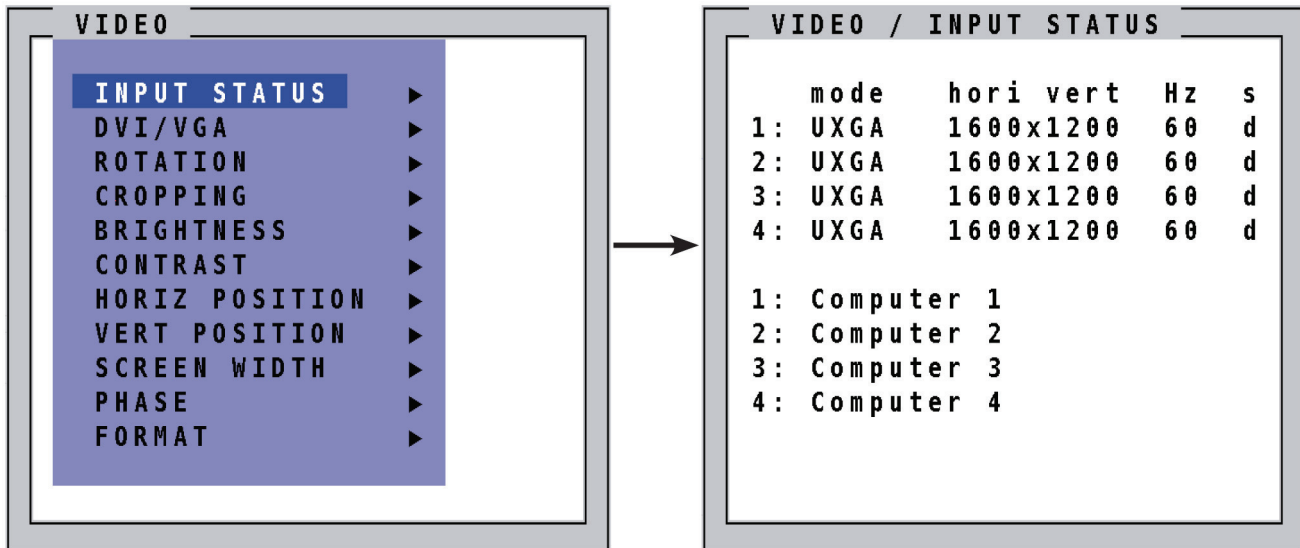 VIDEO
INPUT STATUS ▶
DVI/VGA ▶
ROTATION ▶
CROPPING ▶
BRIGHTNESS ▶
CONTRAST ▶
HORIZ POSITION ▶
VERT POSITION ▶
SCREEN WIDTH ▶
PHASE ▶
FORMAT ▶
VIDEO / INPUT STATUS
mode hori vert Hz s
1: UXGA 1600x1200 60 d
2: UXGA 1600x1200 60 d
3: UXGA 1600x1200 60 d
4: UXGA 1600x1200 60 d
1: Computer 1
2: Computer 2
3: Computer 3
4: Computer 4